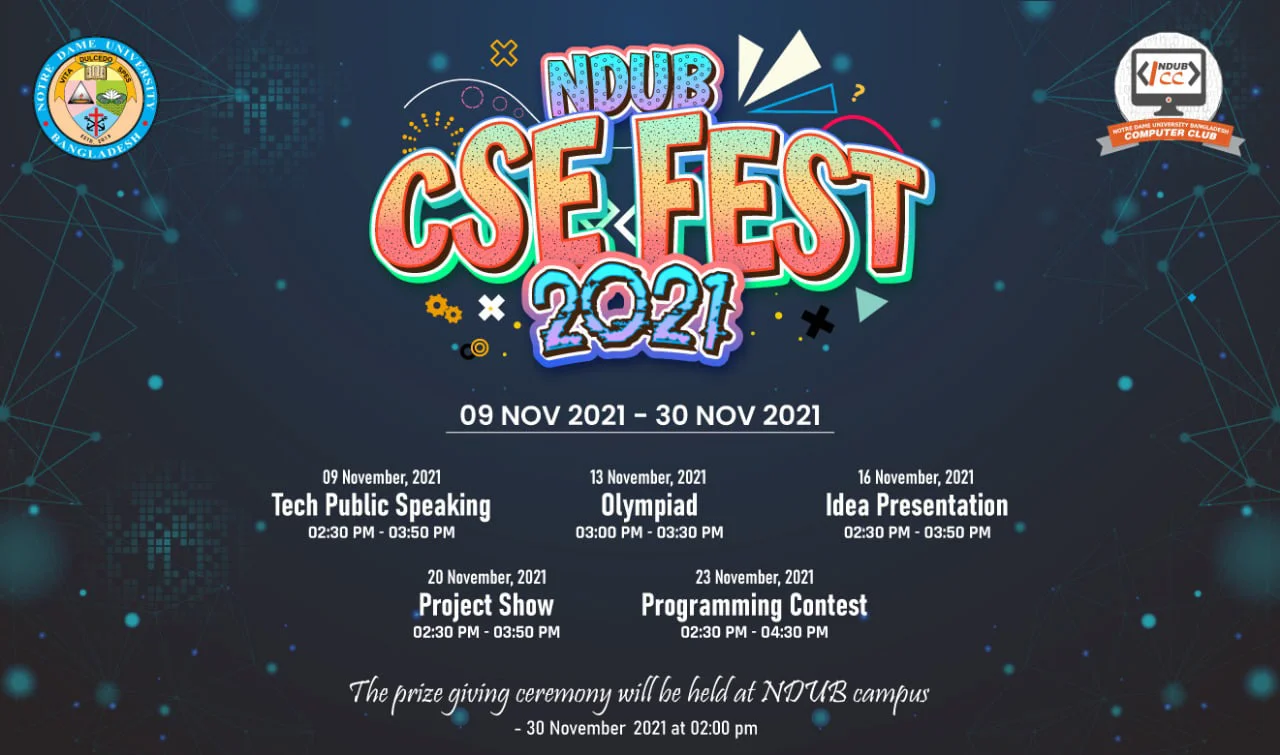 NOTRE DAME UNIVERSITY
BANGLADESH
VITA DULCEDO SPES
ESTD. 2013
NDUB
CSE FEST
2021
NDUB
CC
NOTRE DAME UNIVERSITY BANGLADESH
COMPUTER CLUB
09 NOV 2021 - 30 NOV 2021
09 November, 2021
Tech Public Speaking
02:30 PM - 03:50 PM
13 November, 2021
Olympiad
03:00 PM - 03:30 PM
16 November, 2021
Idea Presentation
02:30 PM - 03:50 PM
20 November, 2021
Project Show
02:30 PM - 03:50 PM
23 November, 2021
Programming Contest
02:30 PM - 04:30 PM
The prize giving ceremony will be held at NDUB campus
- 30 November 2021 at 02:00 pm